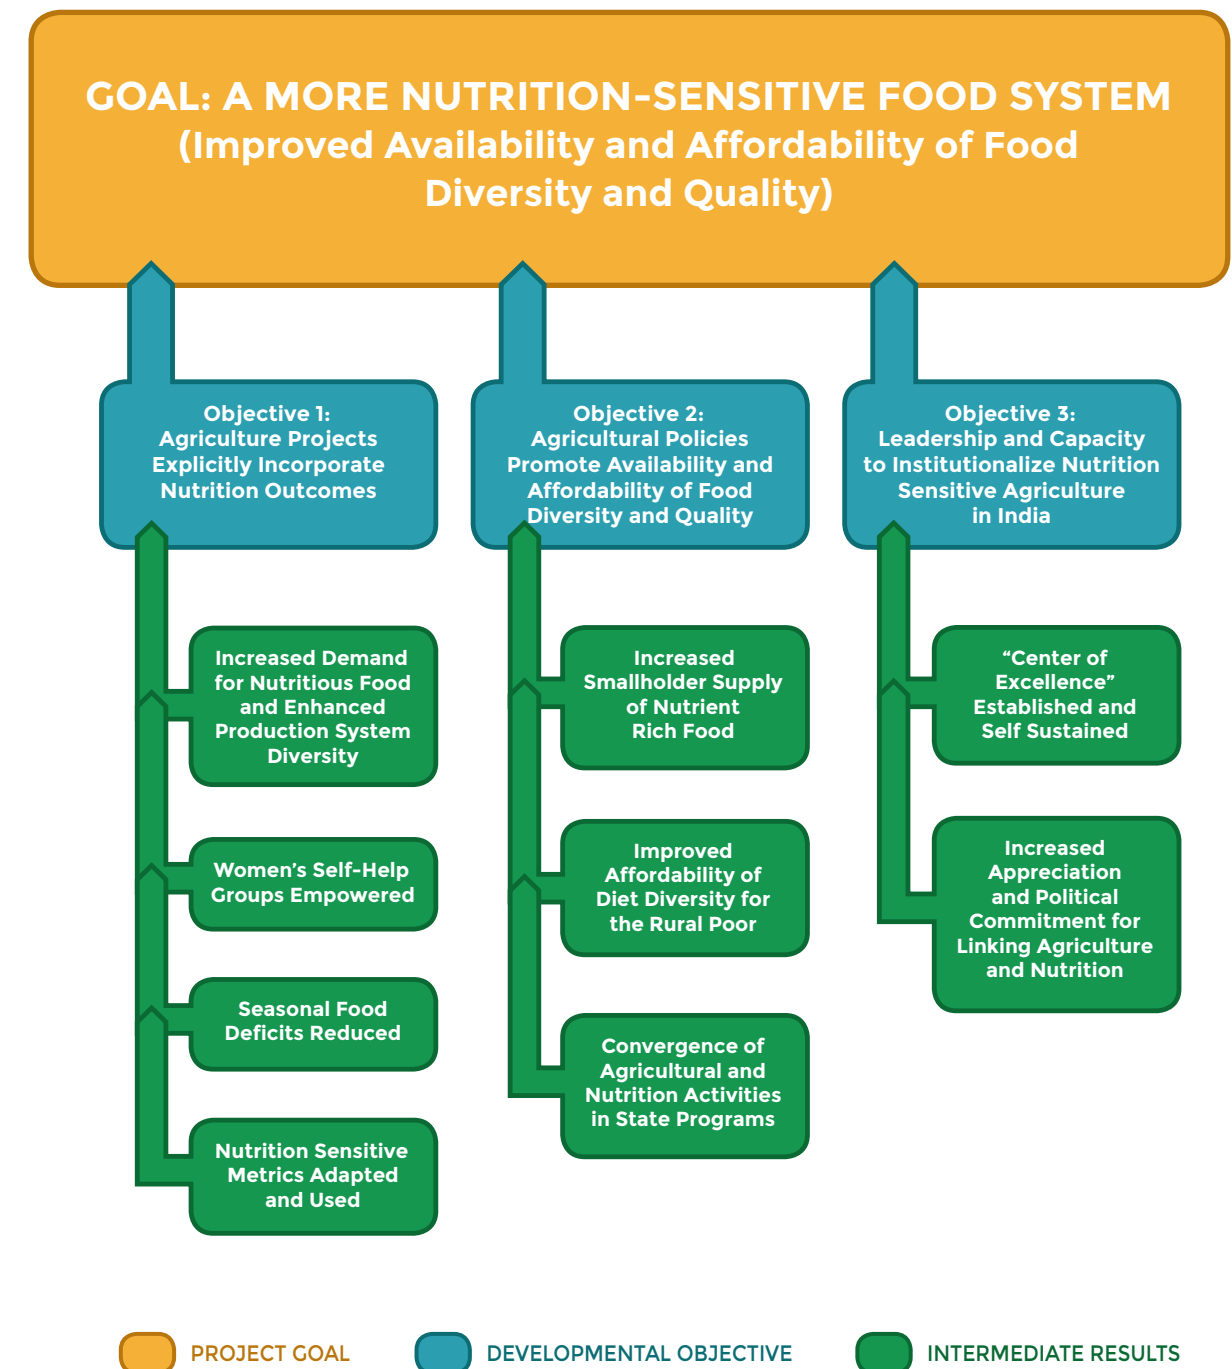 GOAL: A MORE NUTRITION-SENSITIVE FOOD SYSTEM
(Improved Availability and Affordability of Food
Diversity and Quality)
Objective 1:
Agriculture Projects
Explicitly Incorporate
Nutrition Outcomes
Increased Demand
for Nutritious Food
and Enhanced
Production System
Diversity
Women's Self-Help
Groups Empowered
Seasonal Food
Deficits Reduced
Nutrition Sensitive
Metrics Adapted
and Used
Objective 2:
Agricultural Policies
Promote Availability and
Affordability of Food
Diversity and Quality
Increased
Smallholder Supply
of Nutrient
Rich Food
Improved
Affordability of
Diet Diversity for
the Rural Poor
Convergence of
Agricultural and
Nutrition Activities
in State Programs
Objective 3:
Leadership and Capacity
to Institutionalize Nutrition
Sensitive Agriculture
in India
“Center of
Excellence”
Established and
Self Sustained
Increased
Appreciation
and Political
Commitment for
Linking Agriculture
and Nutrition
PROJECT GOAL
DEVELOPMENTAL OBJECTIVE
INTERMEDIATE RESULTS